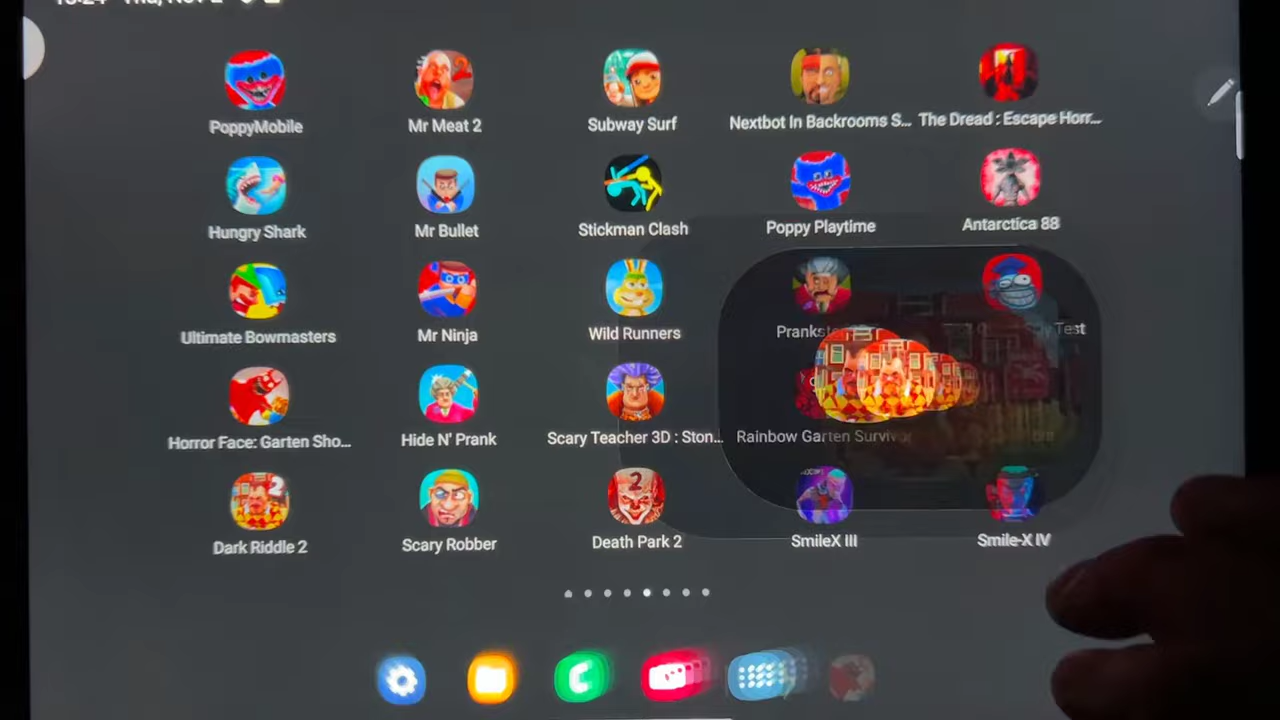 PoppyMobile
Mr Meat 2
Subway Surf
Nextbot In Backrooms S...
The Dread : Escape Horr...
Hungry Shark
Mr Bullet
Stickman Clash
Poppy Playtime
Antarctica 88
Ultimate Bowmasters
Mr Ninja
Wild Runners
Test
Horror Face: Garten Sho...
Hide N' Prank
Scary Teacher 3D : Ston...
Rainbow Garten Survivor
Dark Riddle 2
Scary Robber
Death Park 2
SmileX III
Smile-X IV